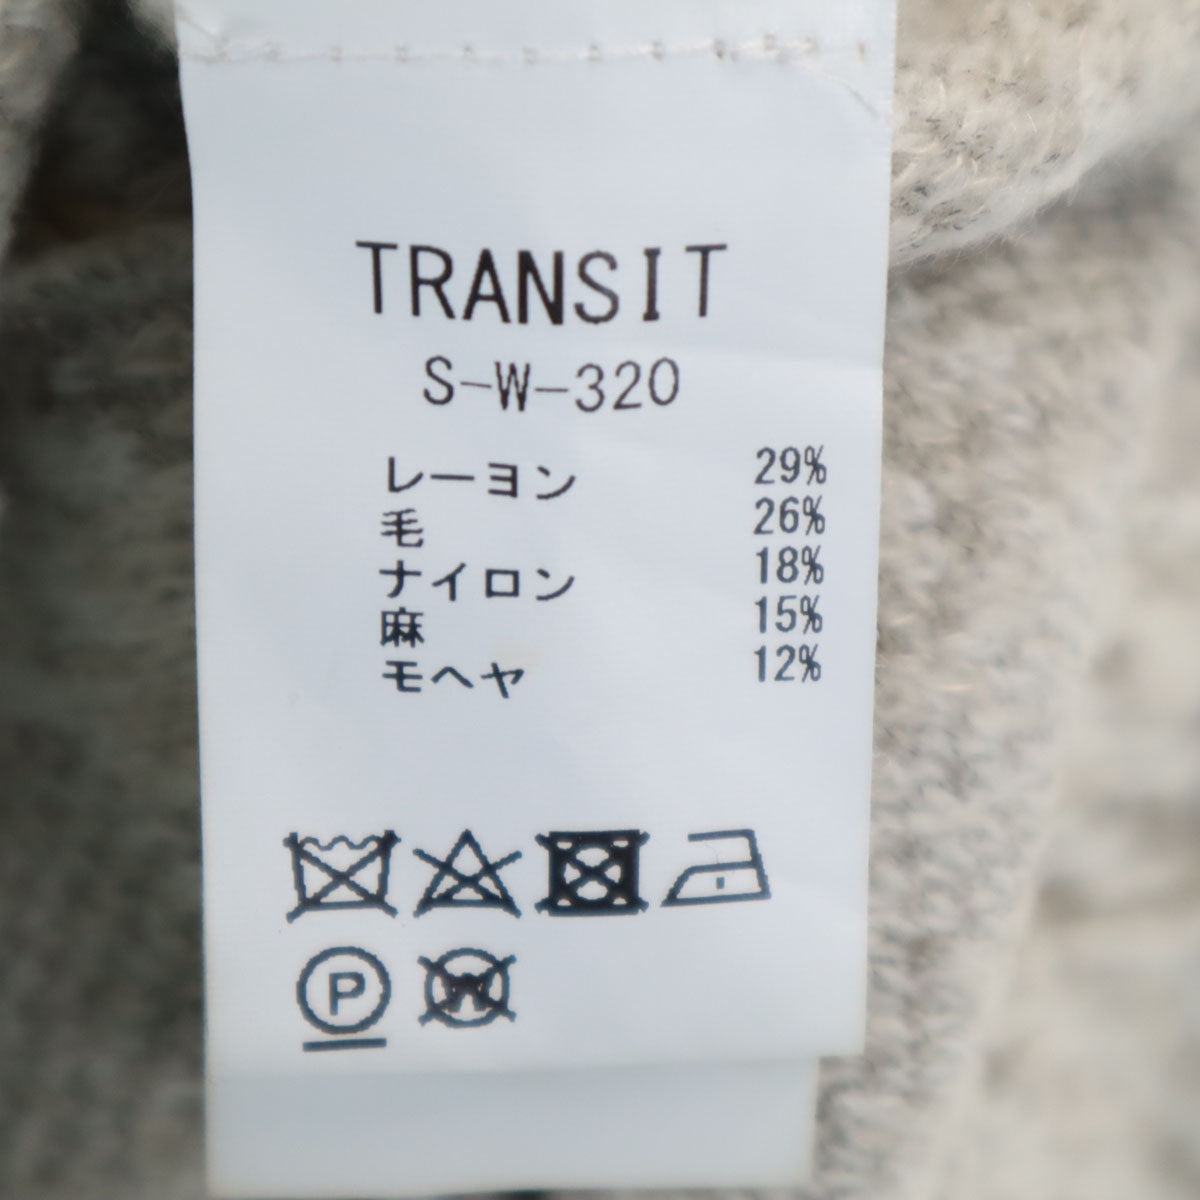 TRANSIT
S-W-320
レーヨン 29%
毛 26%
ナイロン 18%
麻 15%
モヘヤ 12%
P
W